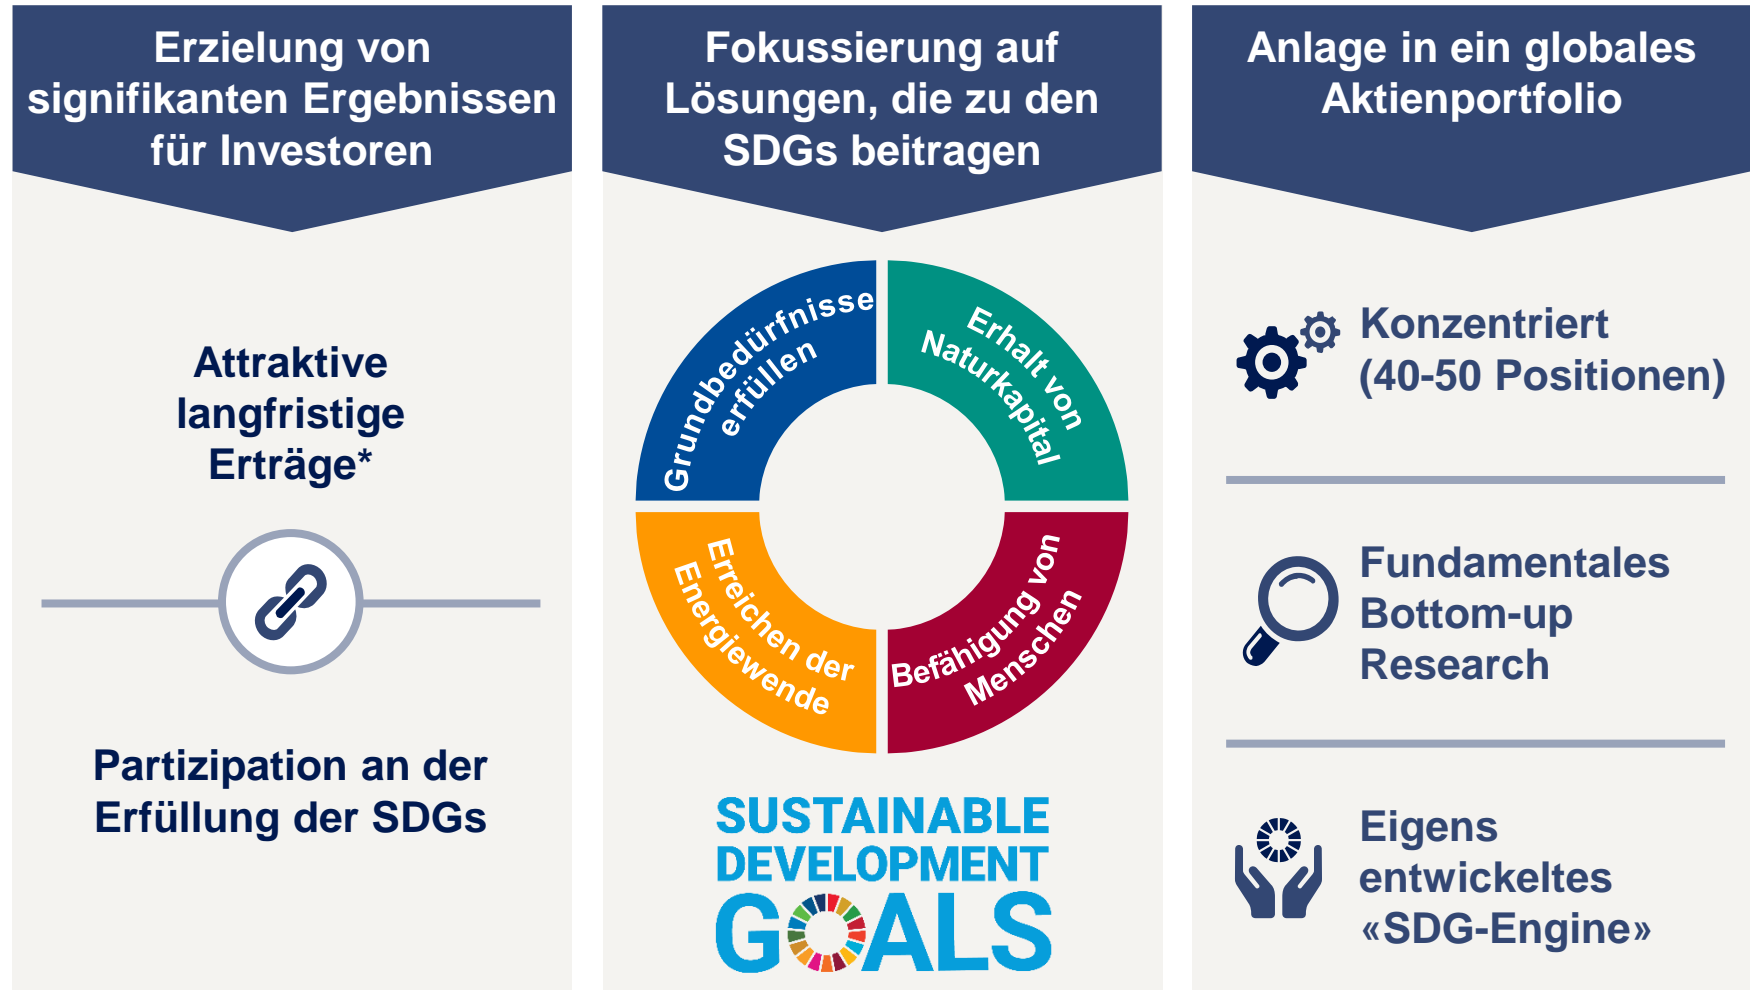 Erzielung von
signifikanten Ergebnissen
für Investoren
Attraktive
langfristige
Erträge*
Partizipation an der
Erfüllung der SDGs
Fokussierung auf
Lösungen, die zu den
SDGs beitragen
Grundbedürfnisse
erfüllen
Erhalt von
Naturkapital
Erreichen der
Energiewende
Befähigung von
Menschen
SUSTAINABLE
DEVELOPMENT
GOALS
Anlage in ein globales
Aktienportfolio
Konzentriert
(40-50 Positionen)
Fundamentales
Bottom-up
Research
Eigens
entwickeltes
«SDG-Engine»